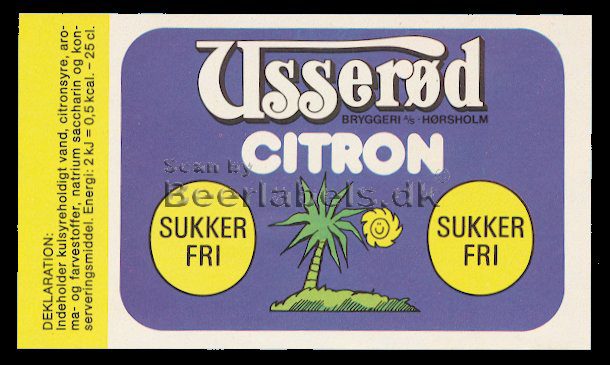 Usserød
BRYGGERI A/S · HØRSHOLM
CITRON
Scan by
Beerlabels.dk
SUKKER
FRI
SUKKER
FRI
DEKLARATION:
Indeholder kulsyreholdigt vand, citronsyre, aro-
ma- og farvestoffer, natrium saccharin og kon-
serveringsmiddel. Energi: 2 kJ = 0,5 kcal. – 25 cl.